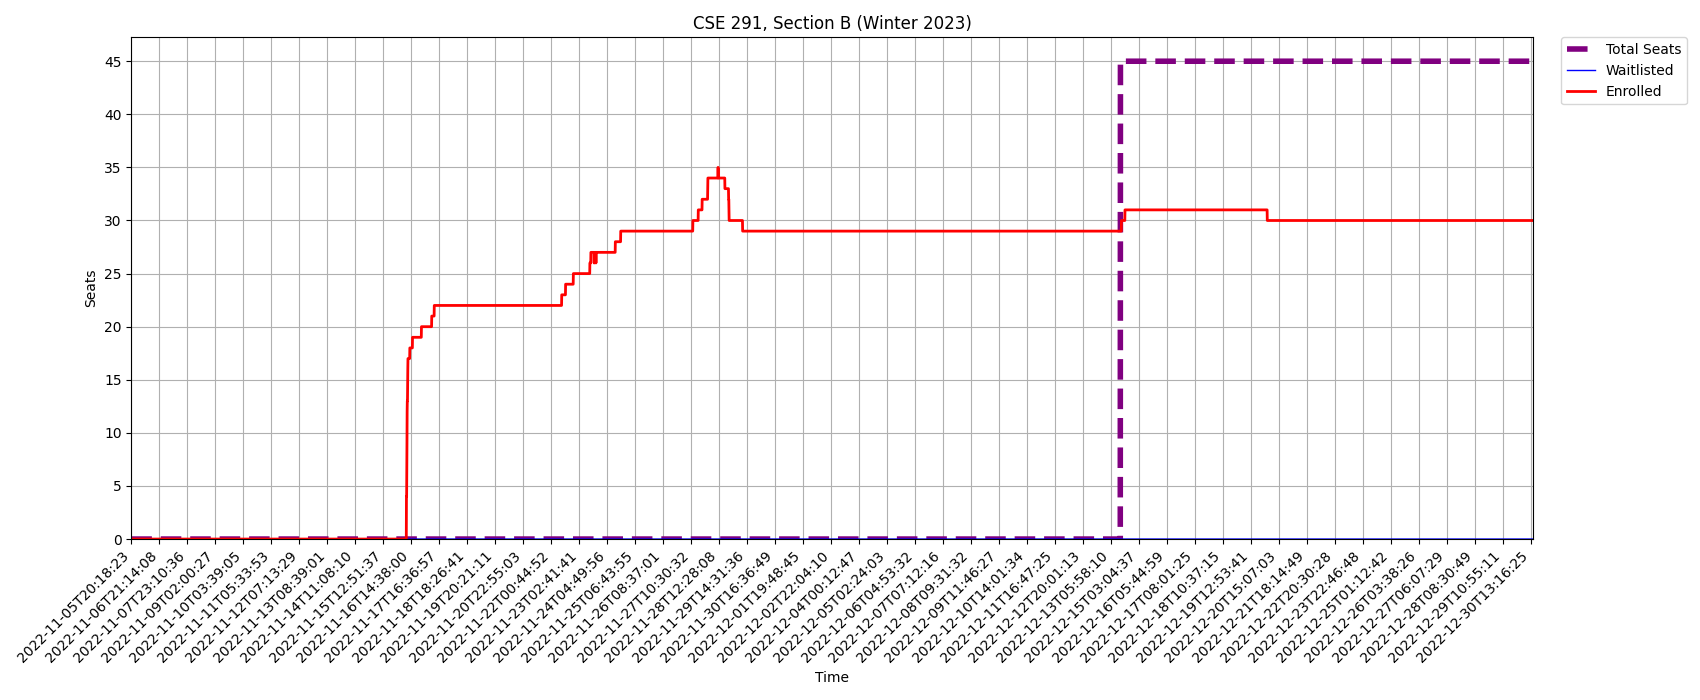 CSE 291, Section B (Winter 2023)
Total Seats
Waitlisted
Enrolled
Seats
45
40
35
30
25
20
15
10
5
0
2022-11-05T20:18:23
2022-11-06T21:14:08
2022-11-07T23:10:36
2022-11-09T02:00:27
2022-11-10T03:39:05
2022-11-11T05:33:53
2022-11-12T07:13:29
2022-11-13T08:39:01
2022-11-14T11:08:10
2022-11-15T12:51:37
2022-11-16T14:38:00
2022-11-17T16:36:57
2022-11-18T18:26:41
2022-11-19T20:21:11
2022-11-20T22:55:03
2022-11-22T00:44:52
2022-11-23T02:41:41
2022-11-24T04:49:56
2022-11-25T06:43:55
2022-11-26T08:37:01
2022-11-27T10:30:32
2022-11-28T12:28:08
2022-11-29T14:31:36
2022-11-30T16:36:49
2022-12-01T19:48:45
2022-12-02T22:04:10
2022-12-04T00:12:47
2022-12-05T02:24:03
2022-12-06T04:53:32
2022-12-07T07:12:16
2022-12-08T09:31:32
2022-12-09T11:46:27
2022-12-10T14:01:34
2022-12-11T16:47:25
2022-12-12T20:01:13
2022-12-13T05:58:10
2022-12-15T03:04:37
2022-12-16T05:44:59
2022-12-17T08:01:25
2022-12-18T10:37:15
2022-12-19T12:53:41
2022-12-20T15:07:03
2022-12-21T18:14:49
2022-12-22T20:30:28
2022-12-23T22:46:48
2022-12-25T01:12:42
2022-12-26T03:38:26
2022-12-27T06:07:29
2022-12-28T08:30:49
2022-12-29T10:55:11
2022-12-30T13:16:25
Time